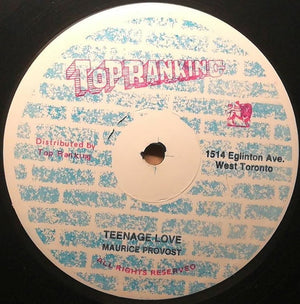 TOP RANKING
Distributed By
Top Ranking
1514 Eglinton Ave.
West Toronto
TEENAGE LOVE
MAURICE PROVOST
ALL RIGHTS RESERVED